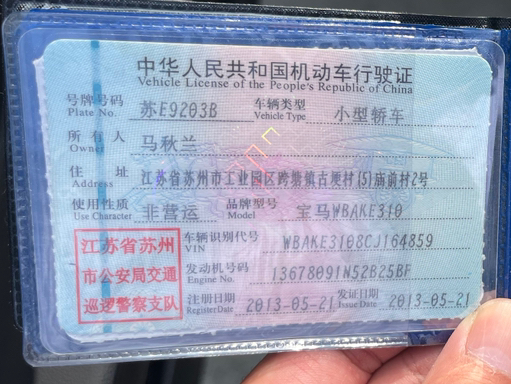 中华人民共和国机动车行驶证
Vehicle License of the People's Republic of China
号牌号码 苏E9203B 车辆类型 小型轿车
Plate No. Vehicle Type
所有人 马秋兰
Owner
住址 江苏省苏州市工业园区跨塘镇古娄村(5)庙前村2号
Address
使用性质 非营运 品牌型号 宝马WBAKE310
Use Character Model
江苏省苏州
市公安局交通
巡逻警察支队
车辆识别代号 WBAKE3108CJ164859
VIN
发动机号码 13678091N52B25BF
Engine No.
注册日期 2013-05-21 发证日期 2013-05-21
Register Date Issue Date